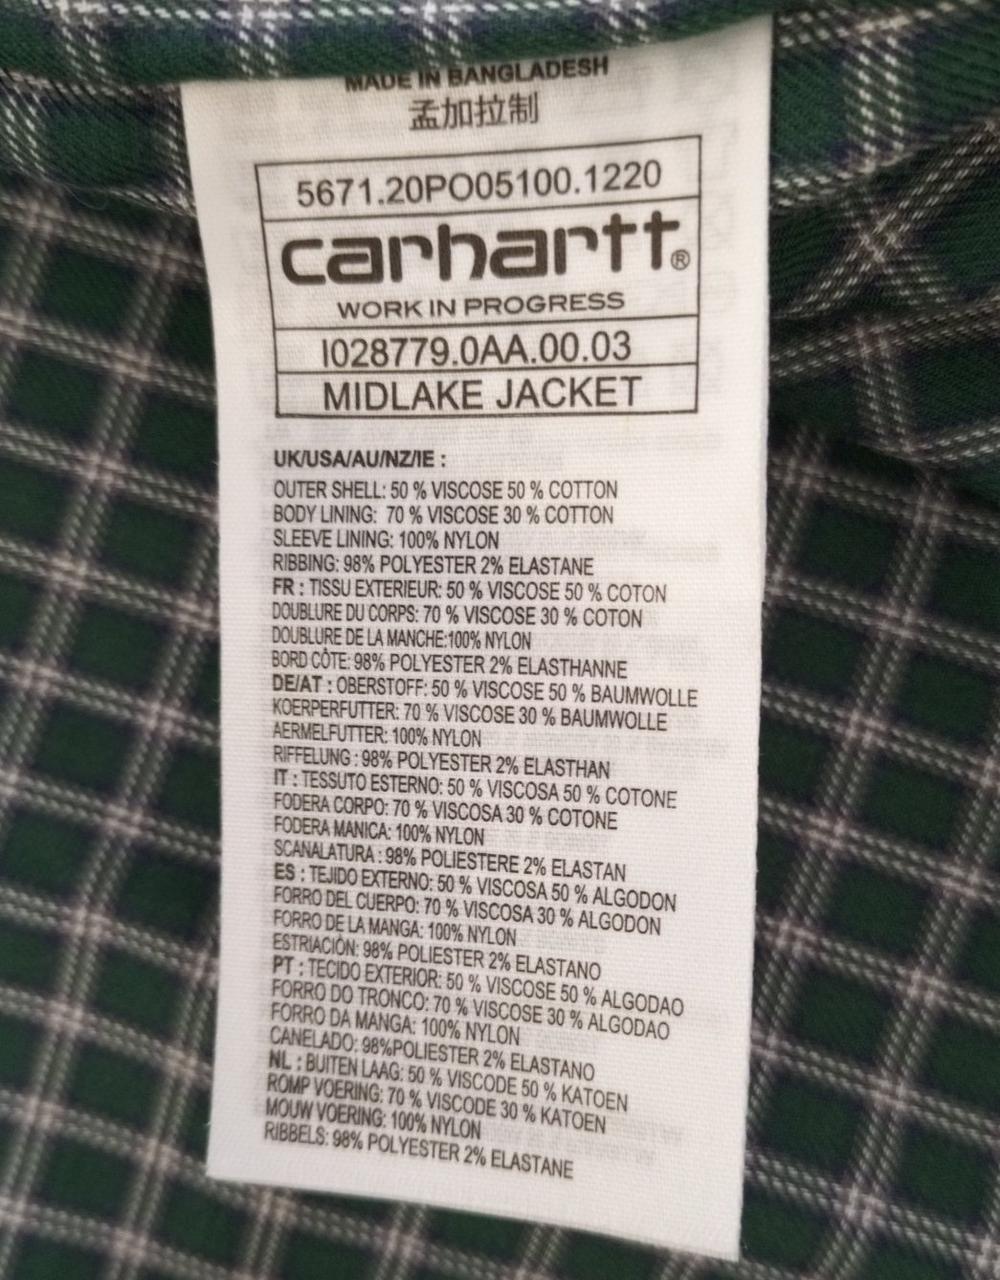 MADE IN BANGLADESH
孟加拉制
5671.20PO05100.1220
carhartt®
WORK IN PROGRESS
I028779.0AA.00.03
MIDLAKE JACKET
UK/USA/AU/NZ/IE :
OUTER SHELL: 50 % VISCOSE 50 % COTTON
BODY LINING: 70 % VISCOSE 30 % COTTON
SLEEVE LINING: 100% NYLON
RIBBING: 98% POLYESTER 2% ELASTANE
FR : TISSU EXTERIEUR: 50 % VISCOSE 50 % COTON
DOUBLURE DU CORPS: 70 % VISCOSE 30 % COTON
DOUBLURE DE LA MANCHE:100% NYLON
BORD CÔTE: 98% POLYESTER 2% ELASTHANNE
DE/AT : OBERSTOFF: 50 % VISCOSE 50 % BAUMWOLLE
KOERPERFUTTER: 70 % VISCOSE 30 % BAUMWOLLE
AERMELFUTTER: 100% NYLON
RIFFELUNG : 98% POLYESTER 2% ELASTHAN
IT : TESSUTO ESTERNO: 50 % VISCOSA 50 % COTONE
FODERA CORPO: 70 % VISCOSA 30 % COTONE
FODERA MANICA: 100% NYLON
SCANALATURA : 98% POLIESTERE 2% ELASTAN
ES : TEJIDO EXTERNO: 50 % VISCOSA 50 % ALGODON
FORRO DEL CUERPO: 70 % VISCOSA 30 % ALGODON
FORRO DE LA MANGA: 100% NYLON
ESTRIACIÓN: 98% POLIESTER 2% ELASTANO
PT : TECIDO EXTERIOR: 50 % VISCOSE 50 % ALGODAO
FORRO DO TRONCO: 70 % VISCOSE 30 % ALGODAO
FORRO DA MANGA: 100% NYLON
CANELADO: 98%POLIESTER 2% ELASTANO
NL : BUITEN LAAG: 50 % VISCODE 50 % KATOEN
ROMP VOERING: 70 % VISCODE 30 % KATOEN
MOUW VOERING: 100% NYLON
RIBBELS: 98% POLYESTER 2% ELASTANE